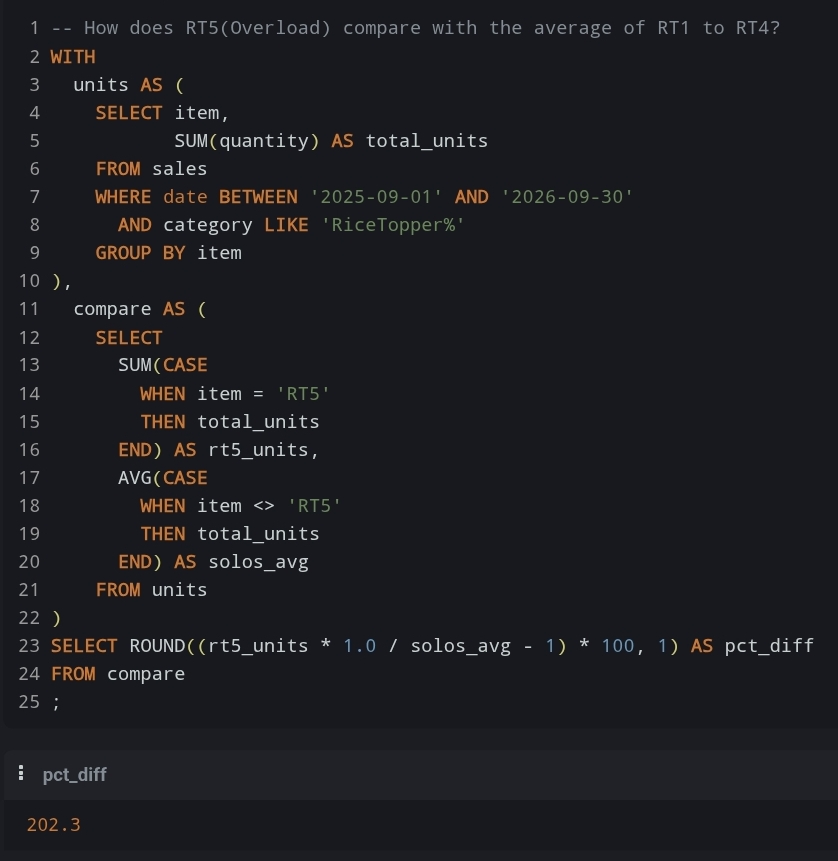 1 -- How does RT5(Overload) compare with the average of RT1 to RT4?
2 WITH
3   units AS (
4     SELECT item,
5            SUM(quantity) AS total_units
6     FROM sales
7     WHERE date BETWEEN '2025-09-01' AND '2026-09-30'
8       AND category LIKE 'RiceTopper%'
9     GROUP BY item
10 ),
11   compare AS (
12     SELECT
13       SUM(CASE
14         WHEN item = 'RT5'
15         THEN total_units
16       END) AS rt5_units,
17       AVG(CASE
18         WHEN item <> 'RT5'
19         THEN total_units
20       END) AS solos_avg
21     FROM units
22 )
23 SELECT ROUND((rt5_units * 1.0 / solos_avg - 1) * 100, 1) AS pct_diff
24 FROM compare
25 ;
pct_diff
202.3